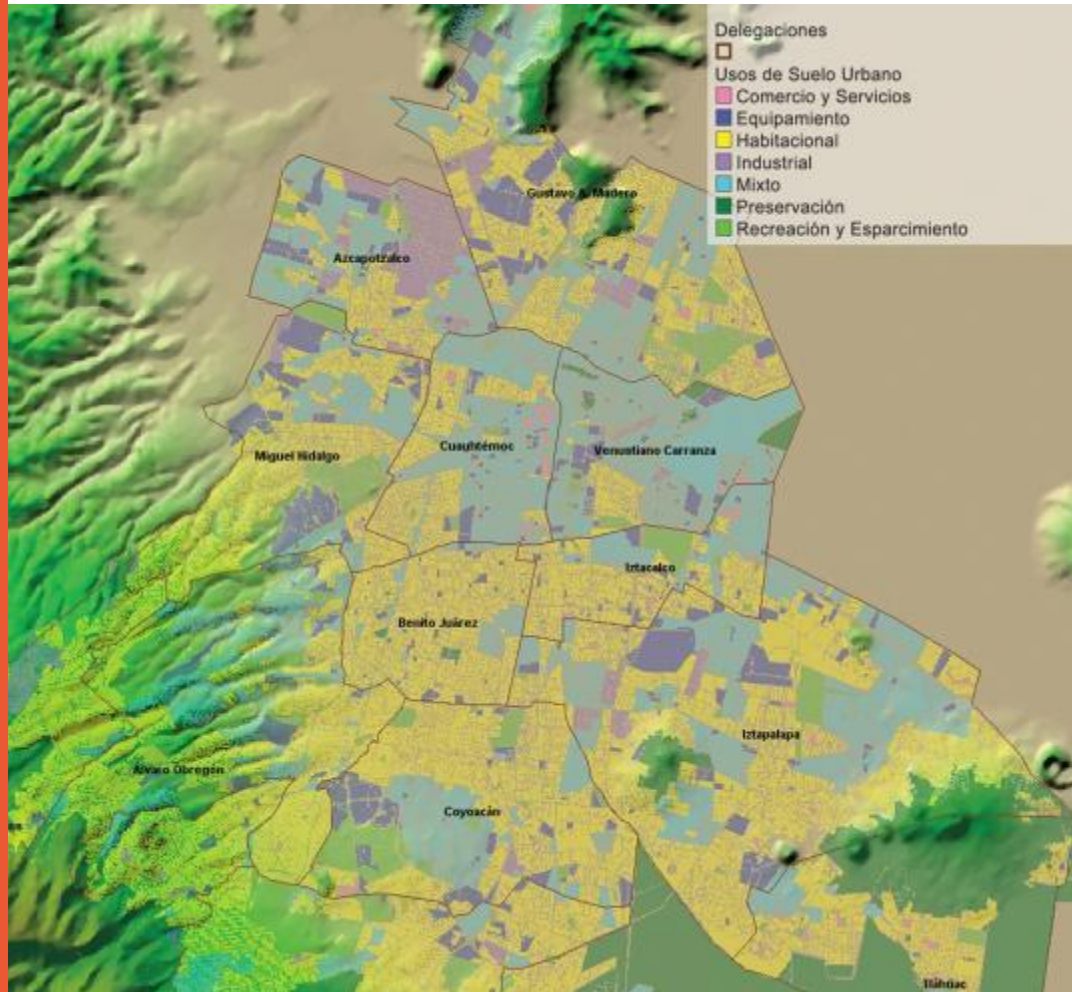 Delegaciones
Usos de Suelo Urbano
Comercio y Servicios
Equipamiento
Habitacional
Industrial
Mixto
Preservación
Recreación y Esparcimiento
Gustavo A. Madero
Azcapotzalco
Miguel Hidalgo
Cuauhtémoc
Venustiano Carranza
Iztacalco
Benito Juárez
Iztapalapa
Alvaro Obregón
Coyoacán
Tláhuac